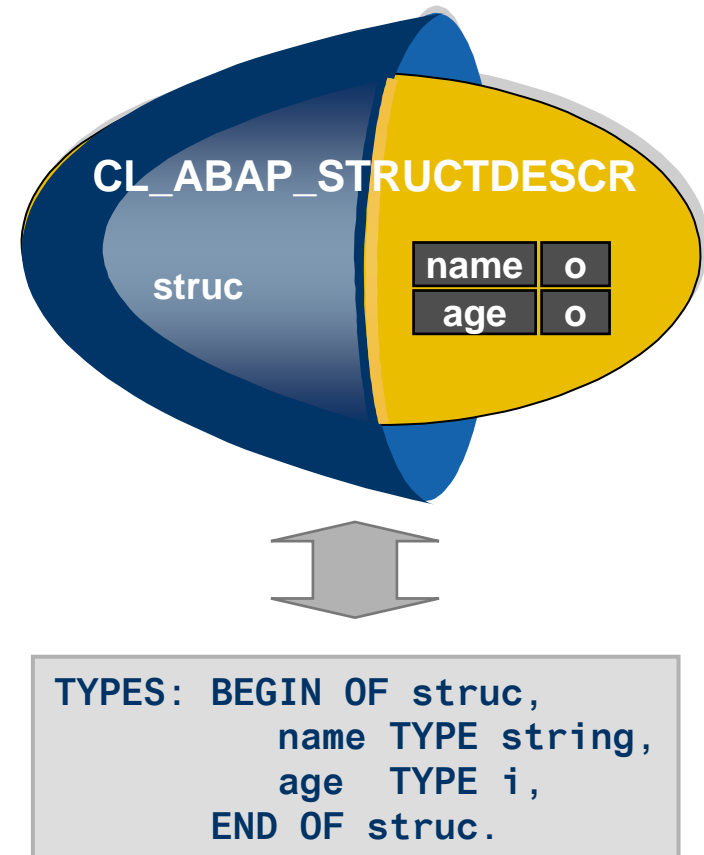 CL_ABAP_STRUCTDESCR
struc
name o
age o
TYPES: BEGIN OF struc,
name TYPE string,
age TYPE i,
END OF struc.